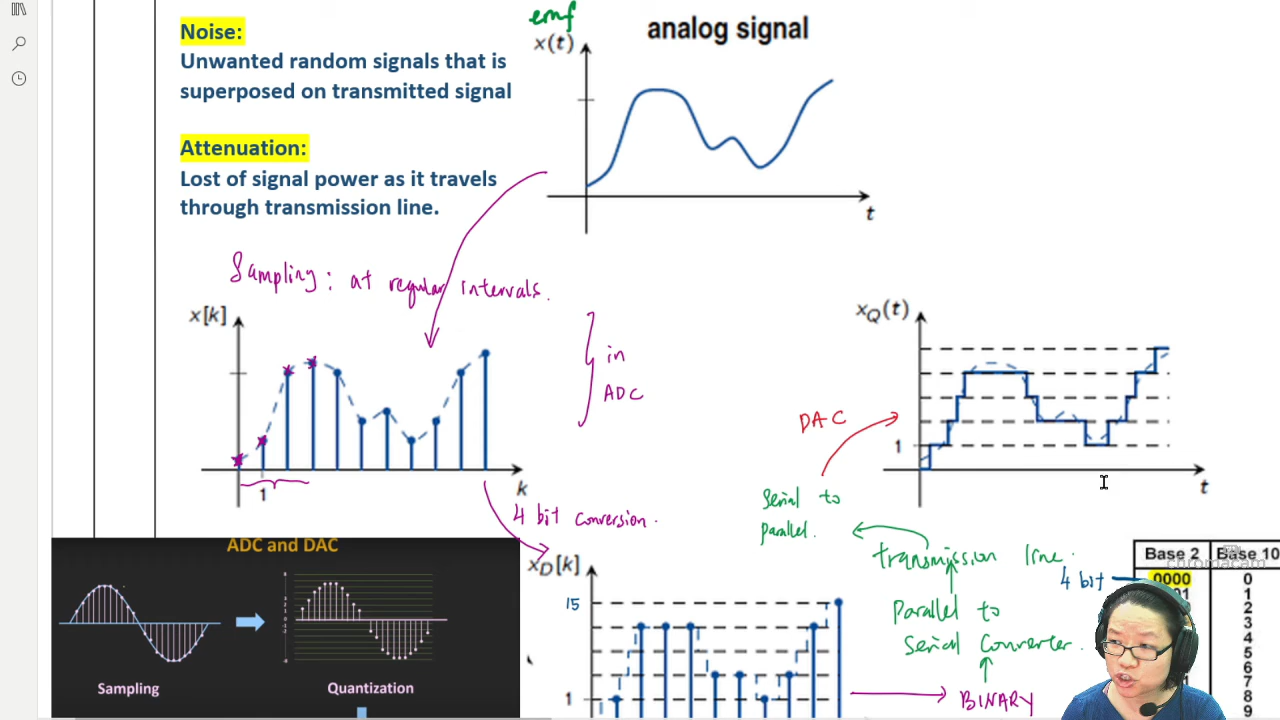 Noise:
Unwanted random signals that is
superposed on transmitted signal
Attenuation:
Lost of signal power as it travels
through transmission line.
emf
x(t)
analog signal
t
Sampling: at regular intervals.
x[k]
1
k
in
ADC
4 bit conversion.
xQ(t)
1
t
DAC
Serial to
parallel.
transmission line.
Parallel to
Serial Converter.
BINARY
xD[k]
15
1
ADC and DAC
Sampling
Quantization
4 bit
Base 2 Base 10
0000 0
1
2
3
4
5
6
7
8
9
chromacam